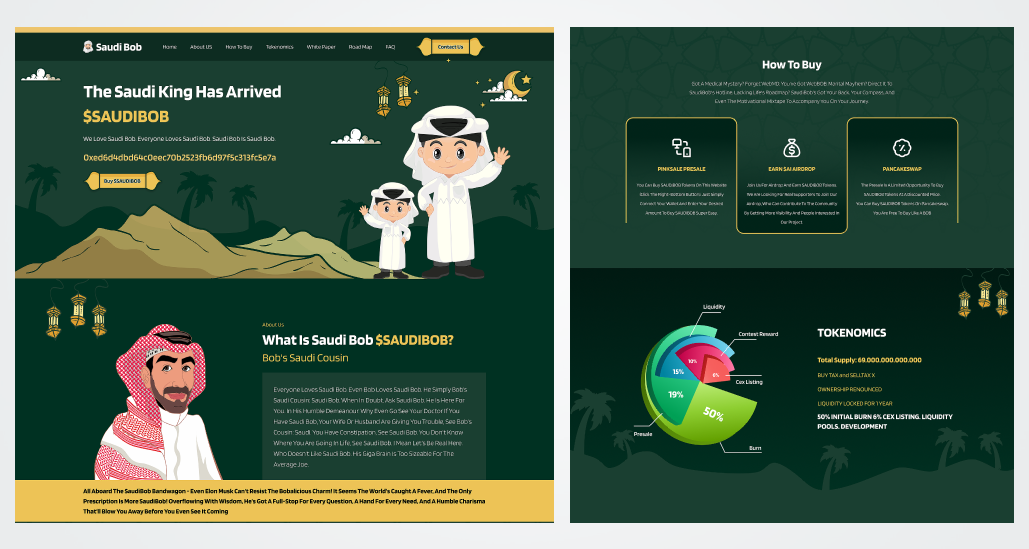 Saudi Bob
Home About US How To Buy Tekenomics White Paper Road Map FAQ Contact Us
The Saudi King Has Arrived
$SAUDIBOB
We Love Saudi Bob. Everyone Loves Saudi Bob. Saudi Bob Is Saudi Bob.
0xed6d4dbd64c0eec70b2523fb6d97f5c313fc5e7a
Buy $SAUDIBOB
About Us
What Is Saudi Bob $SAUDIBOB?
Bob's Saudi Cousin
Everyone Loves Saudi Bob. Even Bob Loves Saudi Bob. He Simply Bob's
Cousin: Saudi Bob. When In Doubt, Ask Saudi Bob. He Is Here For
You. In His Humble Demeanour. Why Even Go See Your Doctor If You
Have Saudi Bob, Your Wife Or Husband Are Giving You Trouble, See Bob's
Cousin: Saudi. You Have Constipation, See Saudi Bob. You Don't Know
Where You Are Going In Life, See Saudi Bob. I Mean Let's Be Real Here.
Who Doesn't Like Saudi Bob. His Giga Brain Is Too Sizeable For The
Average Joe.
All Aboard The SaudiBob Bandwagon - Even Elon Musk Can't Resist The Bobalicious Charm! It Seems The World's Caught A Fever, And The Only
Prescription Is More SaudiBob! Overflowing With Wisdom, He's Got A Full-Stop For Every Question, A Hand For Every Need, And A Humble Charisma
That'll Blow You Away Before You Even See It Coming
How To Buy
Got A Medical Mystery? Forget WebMD, You've Got WebBOB. Marital Mayhem? Direct It To
SaudiBob's Hotline. Lacking Life's Roadmap? SaudiBob's Got Your Back, Your Compass, And
Even The Motivational Mixtape To Accompany You On Your Journey.
PINKSALE PRESALE
You Can Buy SAUDIBOB Tokens On This Website
Click The Right-Bottom Button, Just Simply
Connect Your Wallet And Enter Your Desired
Amount To Buy SAUDIBOB Super Easy.
EARN $AI AIRDROP
Join Us For Airdrop And Earn SAUDIBOB Tokens.
We Are Looking For Real Supporters To Join Our
Airdrop, Who Can Contribute To The Community
By Getting More Visibility And People Interested In
Our Project.
PANCAKESWAP
The Presale Is A Limited Opportunity To Buy
SAUDIBOB Tokens At A Discounted Price.
You Can Buy SAUDIBOB Tokens On Pancakeswap.
You Are Free To Buy Like A BOB
Liquidity
Contest Reward
Cex Listing
10%
6%
15%
19%
50%
Presale
Burn
TOKENOMICS
Total Supply: 69.000.000.000.000
BUY TAX and SELLTAX X
OWNERSHIP RENOUNCED
LIQUIDITY LOCKED FOR 1 YEAR
50% INITIAL BURN 6% CEX LISTING, LIQUIDITY
POOLS, DEVELOPMENT